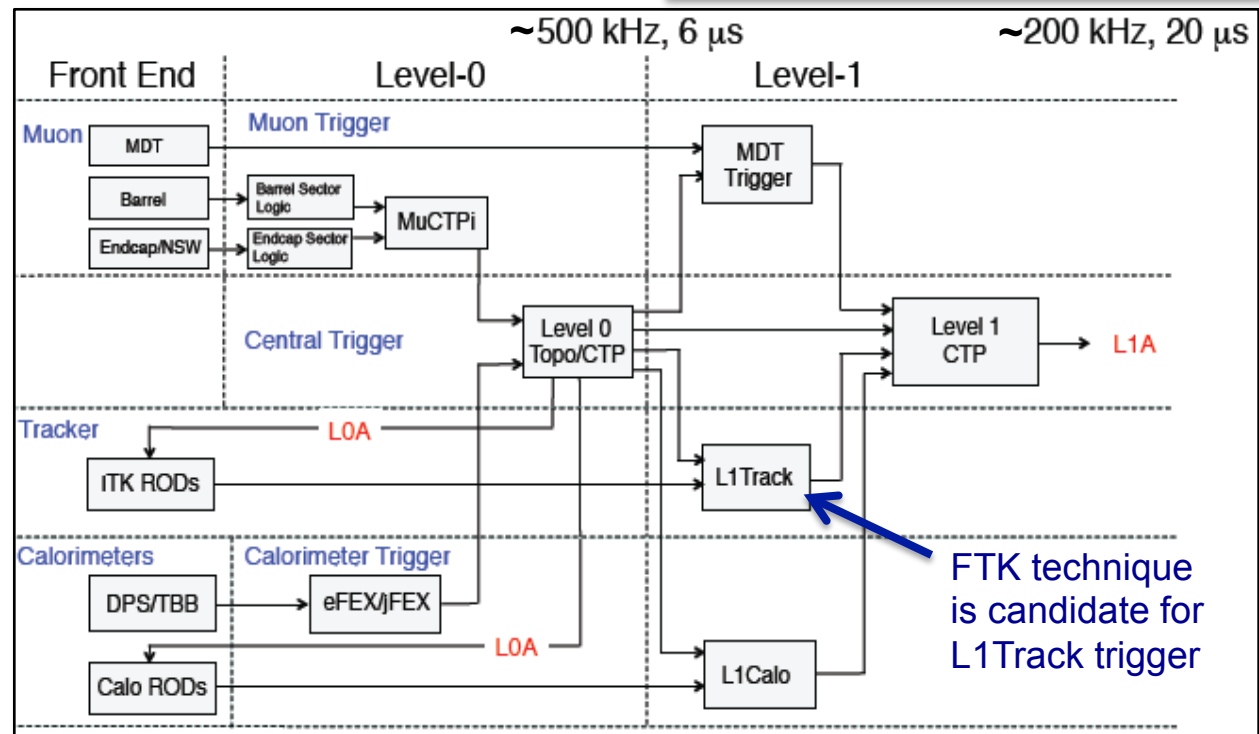 ~500 kHz, 6 μs
~200 kHz, 20 μs
Front End
Level-0
Level-1
Muon
Muon Trigger
MDT
MDT
Trigger
Barrel
Barrel Sector
Logic
MuCTPi
Endcap/NSW
Endcap Sector
Logic
Central Trigger
Level 0
Topo/CTP
Level 1
CTP
L1A
Tracker
L0A
iTK RODs
L1Track
Calorimeters
Calorimeter Trigger
DPS/TBB
eFEX/jFEX
FTK technique
is candidate for
L1Track trigger
L0A
Calo RODs
L1Calo